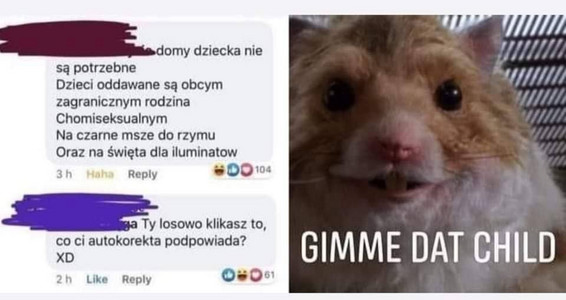 domy dziecka nie
są potrzebne
Dzieci oddawane są obcym
zagranicznym rodzina
Chomiseksualnym
Na czarne msze do rzymu
Oraz na święta dla iluminatow
3 h Haha Reply 104
Ty losowo klikasz to,
co ci autokorekta podpowiada?
XD
2 h Like Reply 61
GIMME DAT CHILD